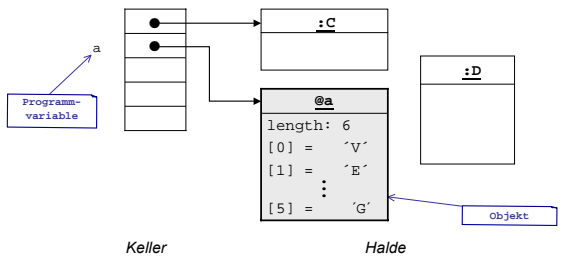 :C
a
:D
Programm-
variable
@a
length: 6
[0] = ´V´
[1] = ´E´
⋮
[5] = ´G´
Objekt
Keller Halde